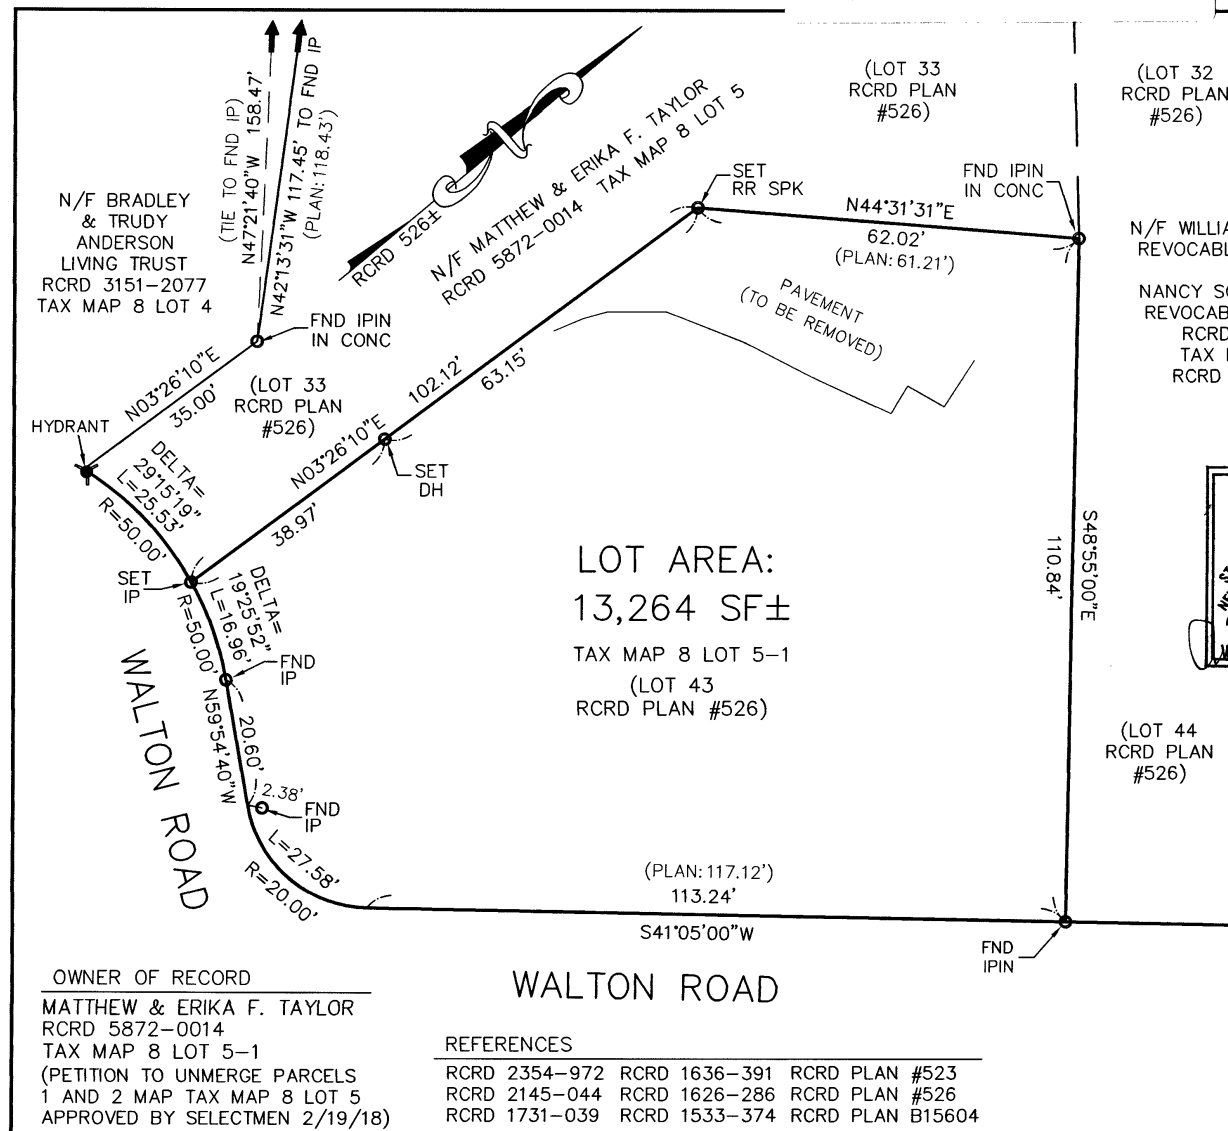 (LOT 33
RCRD PLAN
#526)
(LOT 32
RCRD PLAN
#526)
(TIE TO FND IP)
N47°21'40"W 158.47'
N42°13'31"W 117.45' TO FND IP
(PLAN: 118.43')
RCRD 526±
N/F MATTHEW & ERIKA F. TAYLOR
RCRD 5872-0014 TAX MAP 8 LOT 5
N/F BRADLEY
& TRUDY
ANDERSON
LIVING TRUST
RCRD 3151-2077
TAX MAP 8 LOT 4
SET
RR SPK
FND IPIN
IN CONC
N44°31'31"E
62.02'
(PLAN: 61.21')
N/F WILLIA
REVOCABL
NANCY SC
REVOCAB
RCRD
TAX
RCRD
PAVEMENT
(TO BE REMOVED)
FND IPIN
IN CONC
N03°26'10"E
35.00'
(LOT 33
RCRD PLAN
#526)
HYDRANT
102.12'
63.15'
N03°26'10"E
38.97'
SET
DH
DELTA=
29°15'19"
L=25.53'
R=50.00'
SET
IP
DELTA=
19°25'52"
L=16.96'
R=50.00'
FND
IP
LOT AREA:
13,264 SF±
TAX MAP 8 LOT 5-1
(LOT 43
RCRD PLAN #526)
S48°55'00"E
110.84'
N59°54'40"W
20.60'
2.38'
FND
IP
WALTON ROAD
L=27.58'
R=20.00'
(LOT 44
RCRD PLAN
#526)
(PLAN: 117.12')
113.24'
S41°05'00"W
FND
IPIN
WALTON ROAD
OWNER OF RECORD
MATTHEW & ERIKA F. TAYLOR
RCRD 5872-0014
TAX MAP 8 LOT 5-1
(PETITION TO UNMERGE PARCELS
1 AND 2 MAP TAX MAP 8 LOT 5
APPROVED BY SELECTMEN 2/19/18)
REFERENCES
RCRD 2354-972 RCRD 1636-391 RCRD PLAN #523
RCRD 2145-044 RCRD 1626-286 RCRD PLAN #526
RCRD 1731-039 RCRD 1533-374 RCRD PLAN B15604